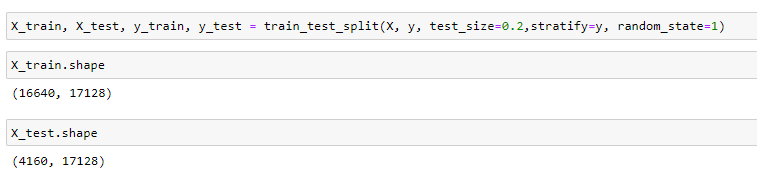 X_train, X_test, y_train, y_test = train_test_split(X, y, test_size=0.2,stratify=y, random_state=1)
X_train.shape
(16640, 17128)
X_test.shape
(4160, 17128)